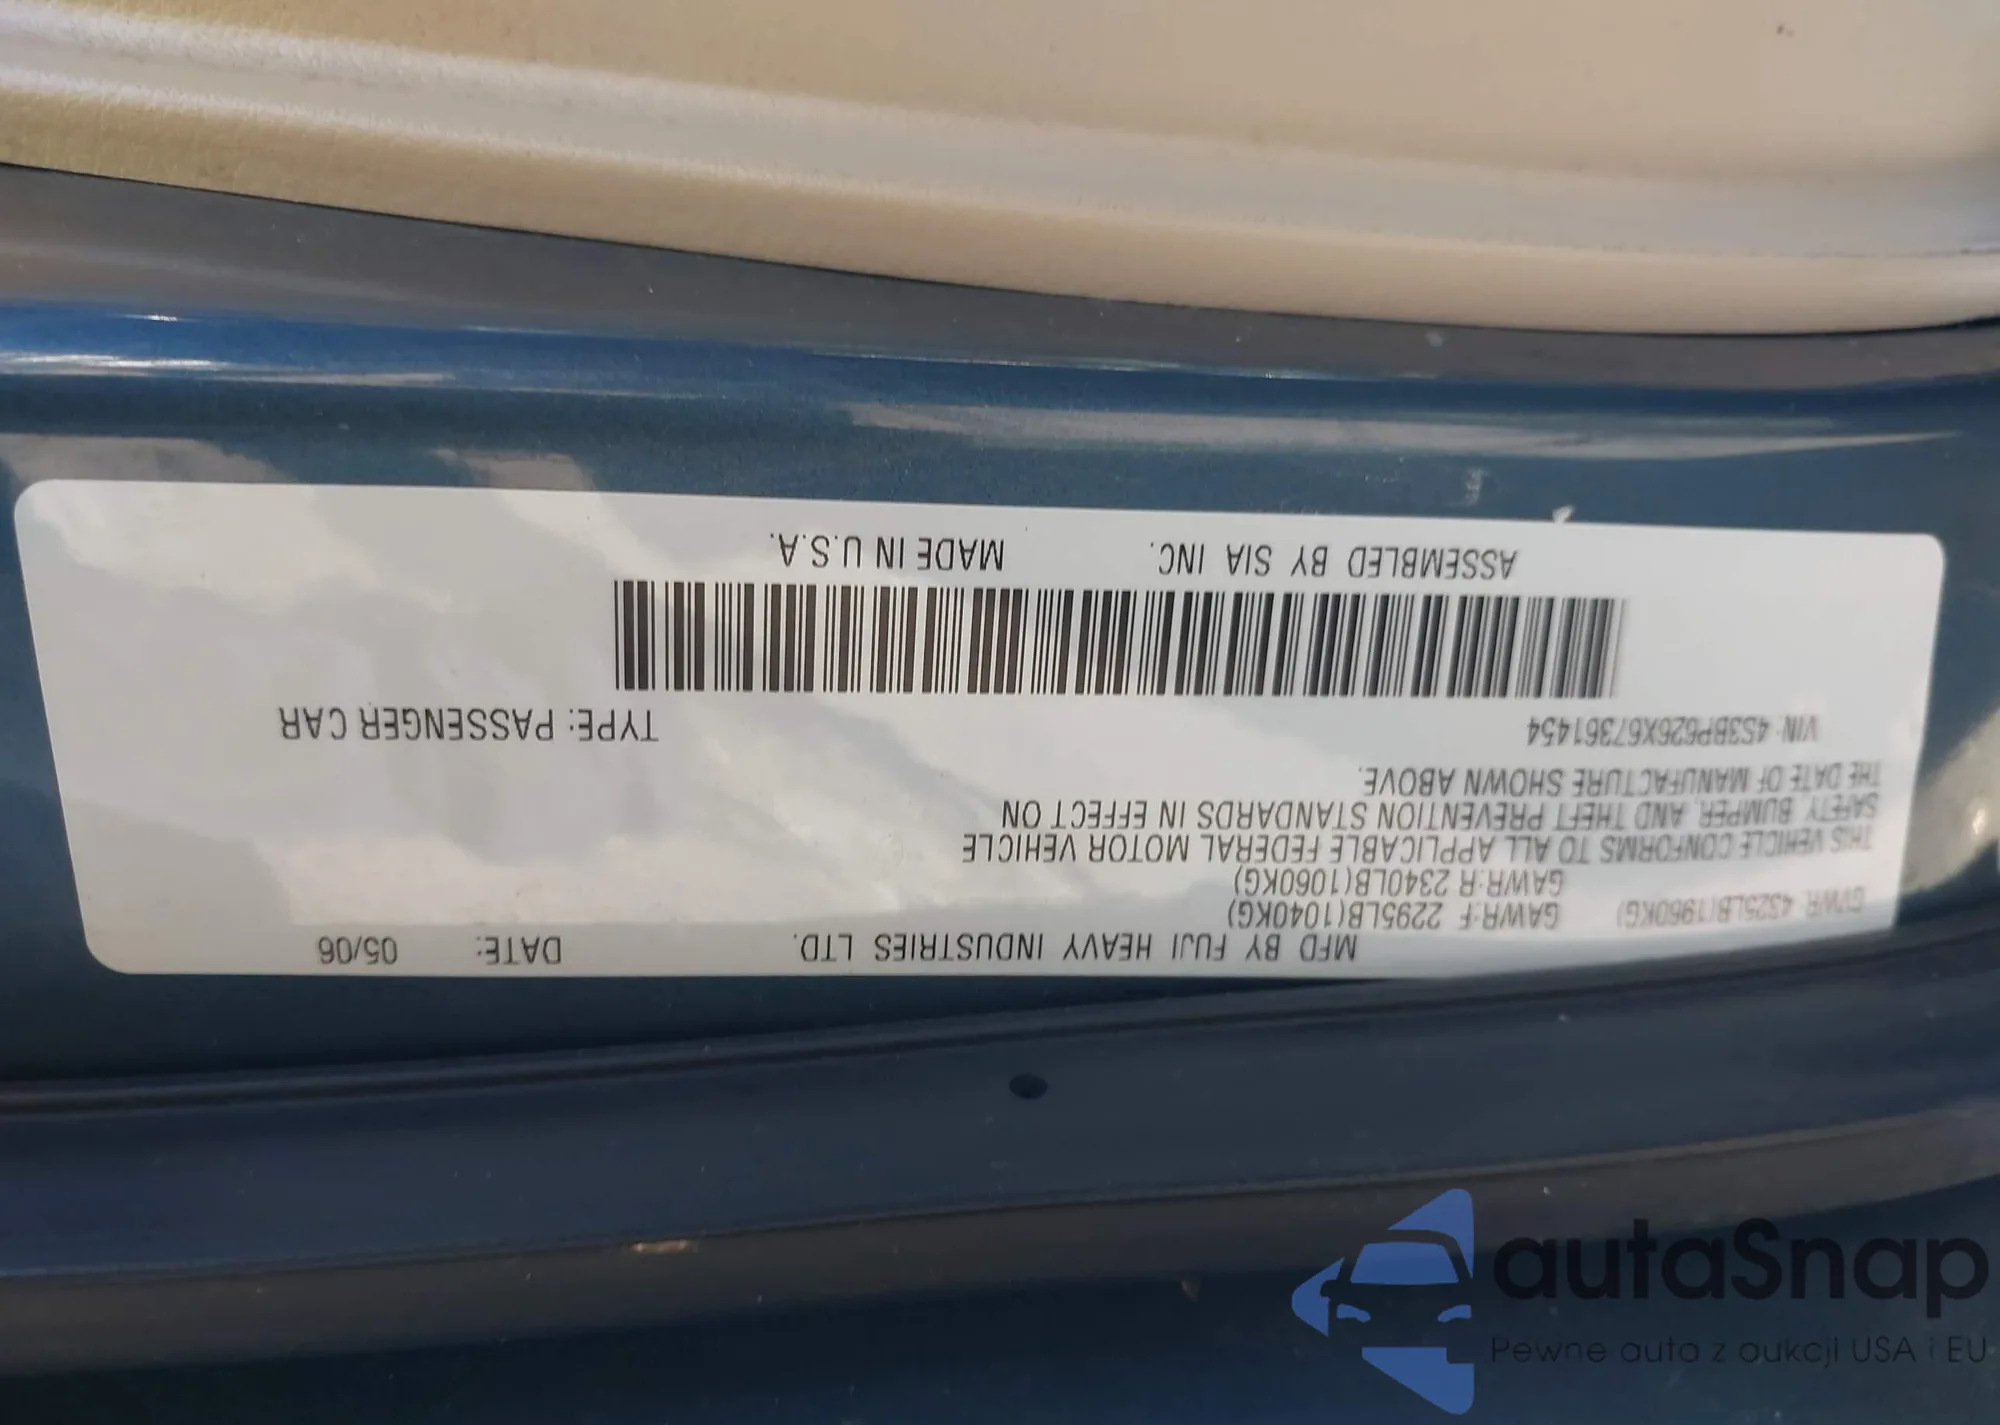 MFD BY FUJI HEAVY INDUSTRIES LTD. DATE: 05/06
GVWR: 4325LB(1960KG) GAWR:F 2295LB(1040KG)
GAWR:R 2340LB(1060KG)
THIS VEHICLE CONFORMS TO ALL APPLICABLE FEDERAL MOTOR VEHICLE
SAFETY, BUMPER, AND THEFT PREVENTION STANDARDS IN EFFECT ON
THE DATE OF MANUFACTURE SHOWN ABOVE.
VIN: 4S3BP626X67361454 TYPE: PASSENGER CAR
ASSEMBLED BY SIA INC. MADE IN U.S.A.
autaSnap
Pewne auta z aukcji USA i EU